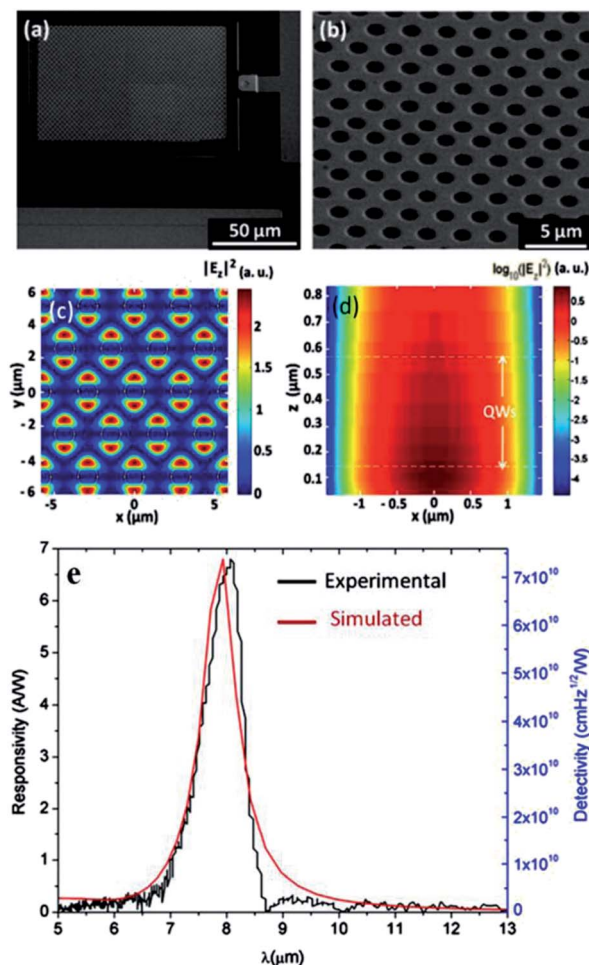 (a)
50 µm
(b)
5 µm
|E_z|² (a. u.)
(c)
6
4
2
0
-2
-4
-6
y (µm)
-5 0 5
x (µm)
2
1.5
1
0.5
0
log₁₀(|E_z|²) (a. u.)
(d)
0.8
0.7
0.6
0.5
0.4
0.3
0.2
0.1
z (µm)
QWs
-1 -0.5 0 0.5 1
x (µm)
0.5
0
-0.5
-1
-1.5
-2
-2.5
-3
-3.5
-4
e
Experimental
Simulated
7
6
5
4
3
2
1
0
Responsivity (A/W)
7x10¹⁰
6x10¹⁰
5x10¹⁰
4x10¹⁰
3x10¹⁰
2x10¹⁰
1x10¹⁰
0
Detectivity (cmHz¹ᐟ²/W)
5 6 7 8 9 10 11 12 13
λ(µm)